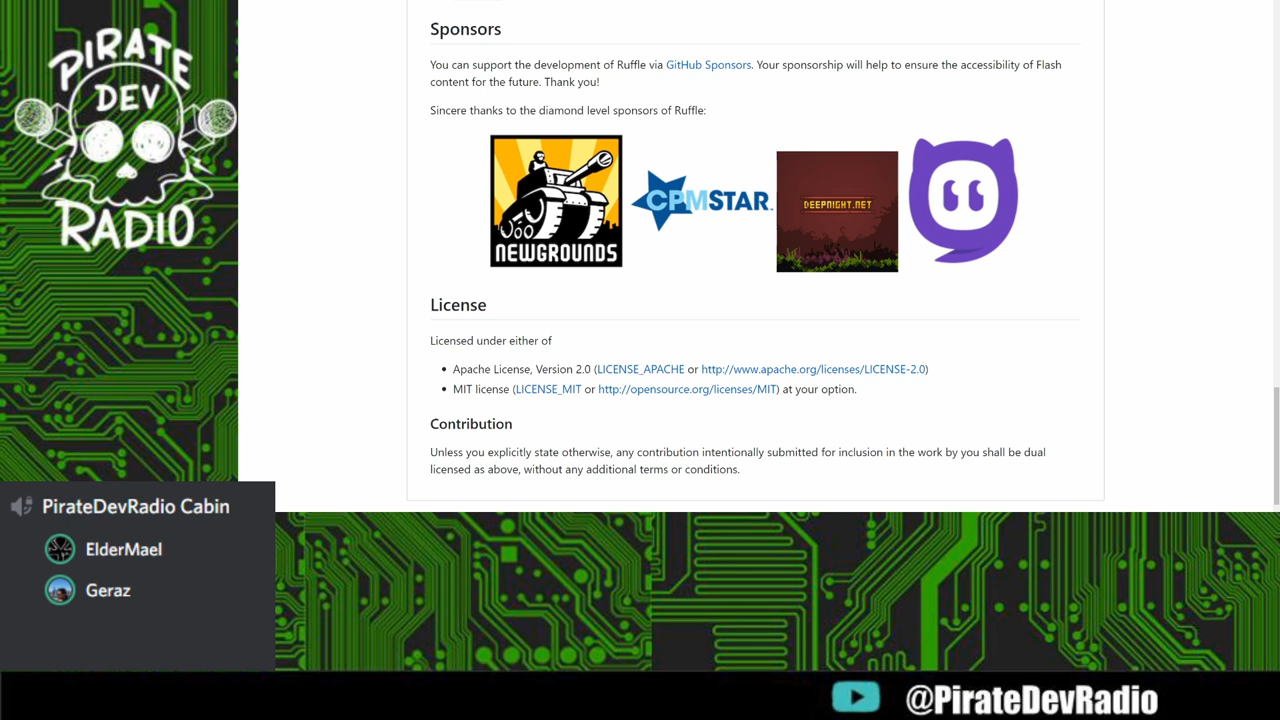 PIRATE
DEV
RADIO
Sponsors
You can support the development of Ruffle via GitHub Sponsors. Your sponsorship will help to ensure the accessibility of Flash
content for the future. Thank you!
Sincere thanks to the diamond level sponsors of Ruffle:
NEWGROUNDS
CPMSTAR
DEEPNIGHT.NET
License
Licensed under either of
• Apache License, Version 2.0 (LICENSE_APACHE or http://www.apache.org/licenses/LICENSE-2.0)
• MIT license (LICENSE_MIT or http://opensource.org/licenses/MIT) at your option.
Contribution
Unless you explicitly state otherwise, any contribution intentionally submitted for inclusion in the work by you shall be dual
licensed as above, without any additional terms or conditions.
PirateDevRadio Cabin
ElderMael
Geraz
@PirateDevRadio